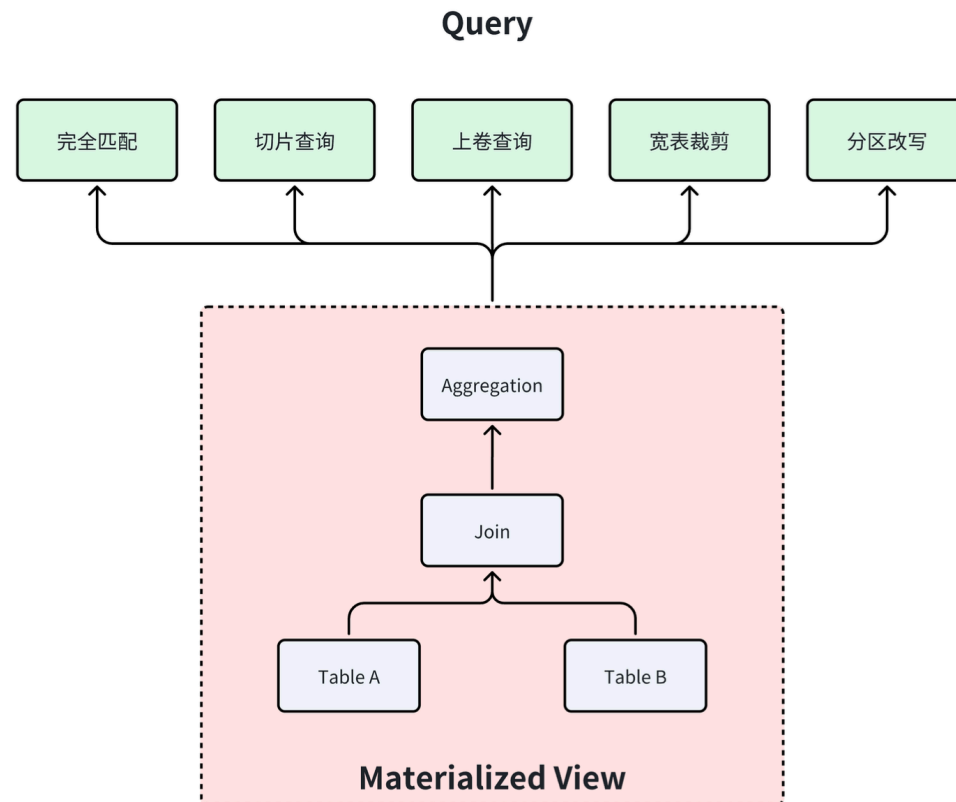 Query
完全匹配
切片查询
上卷查询
宽表裁剪
分区改写
Aggregation
Join
Table A
Table B
Materialized View